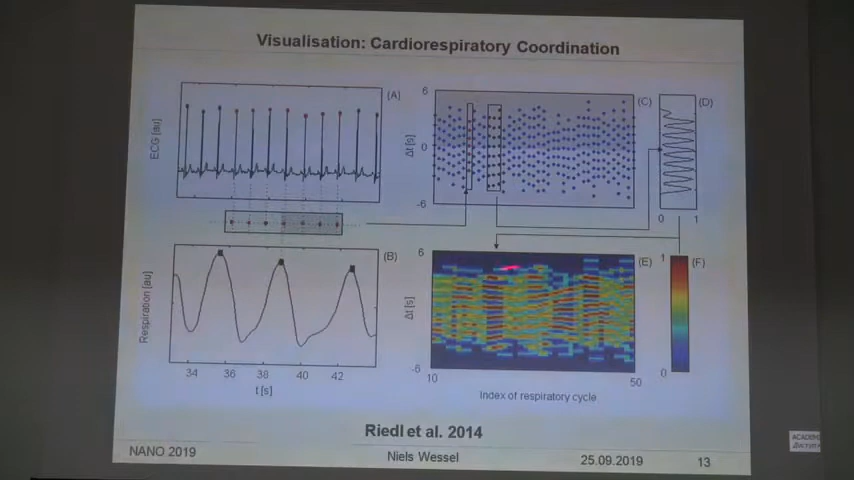 Visualisation: Cardiorespiratory Coordination
(A)
ECG [au]
6
0
-6
Δt [s]
(C)
(D)
0 1
Respiration [au]
(B)
34 36 38 40 42
t [s]
6
-6
Δt [s]
(E)
10 50
Index of respiratory cycle
1
0
(F)
Riedl et al. 2014
NANO 2019
Niels Wessel
25.09.2019
13